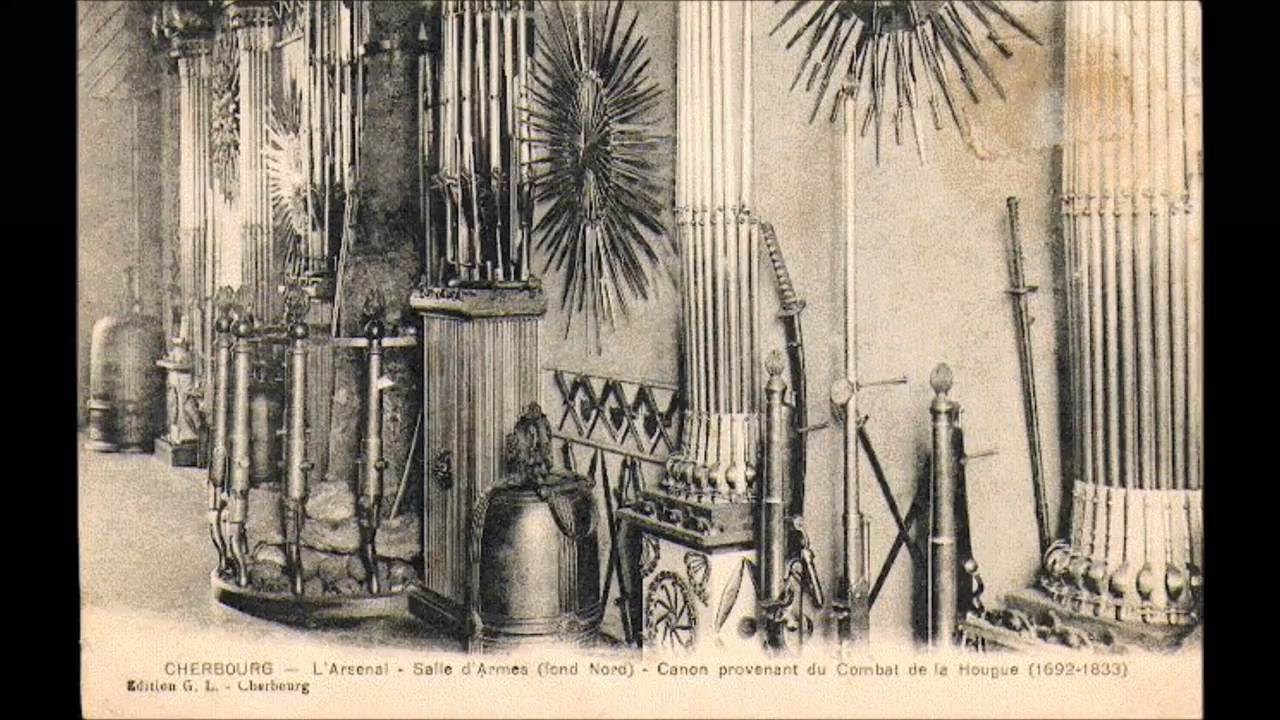 CHERBOURG — L'Arsenal - Salle d'Armes (fond Nord) - Canon provenant du Combat de la Hougue (1692-1833)
Edition G. L. - Cherbourg